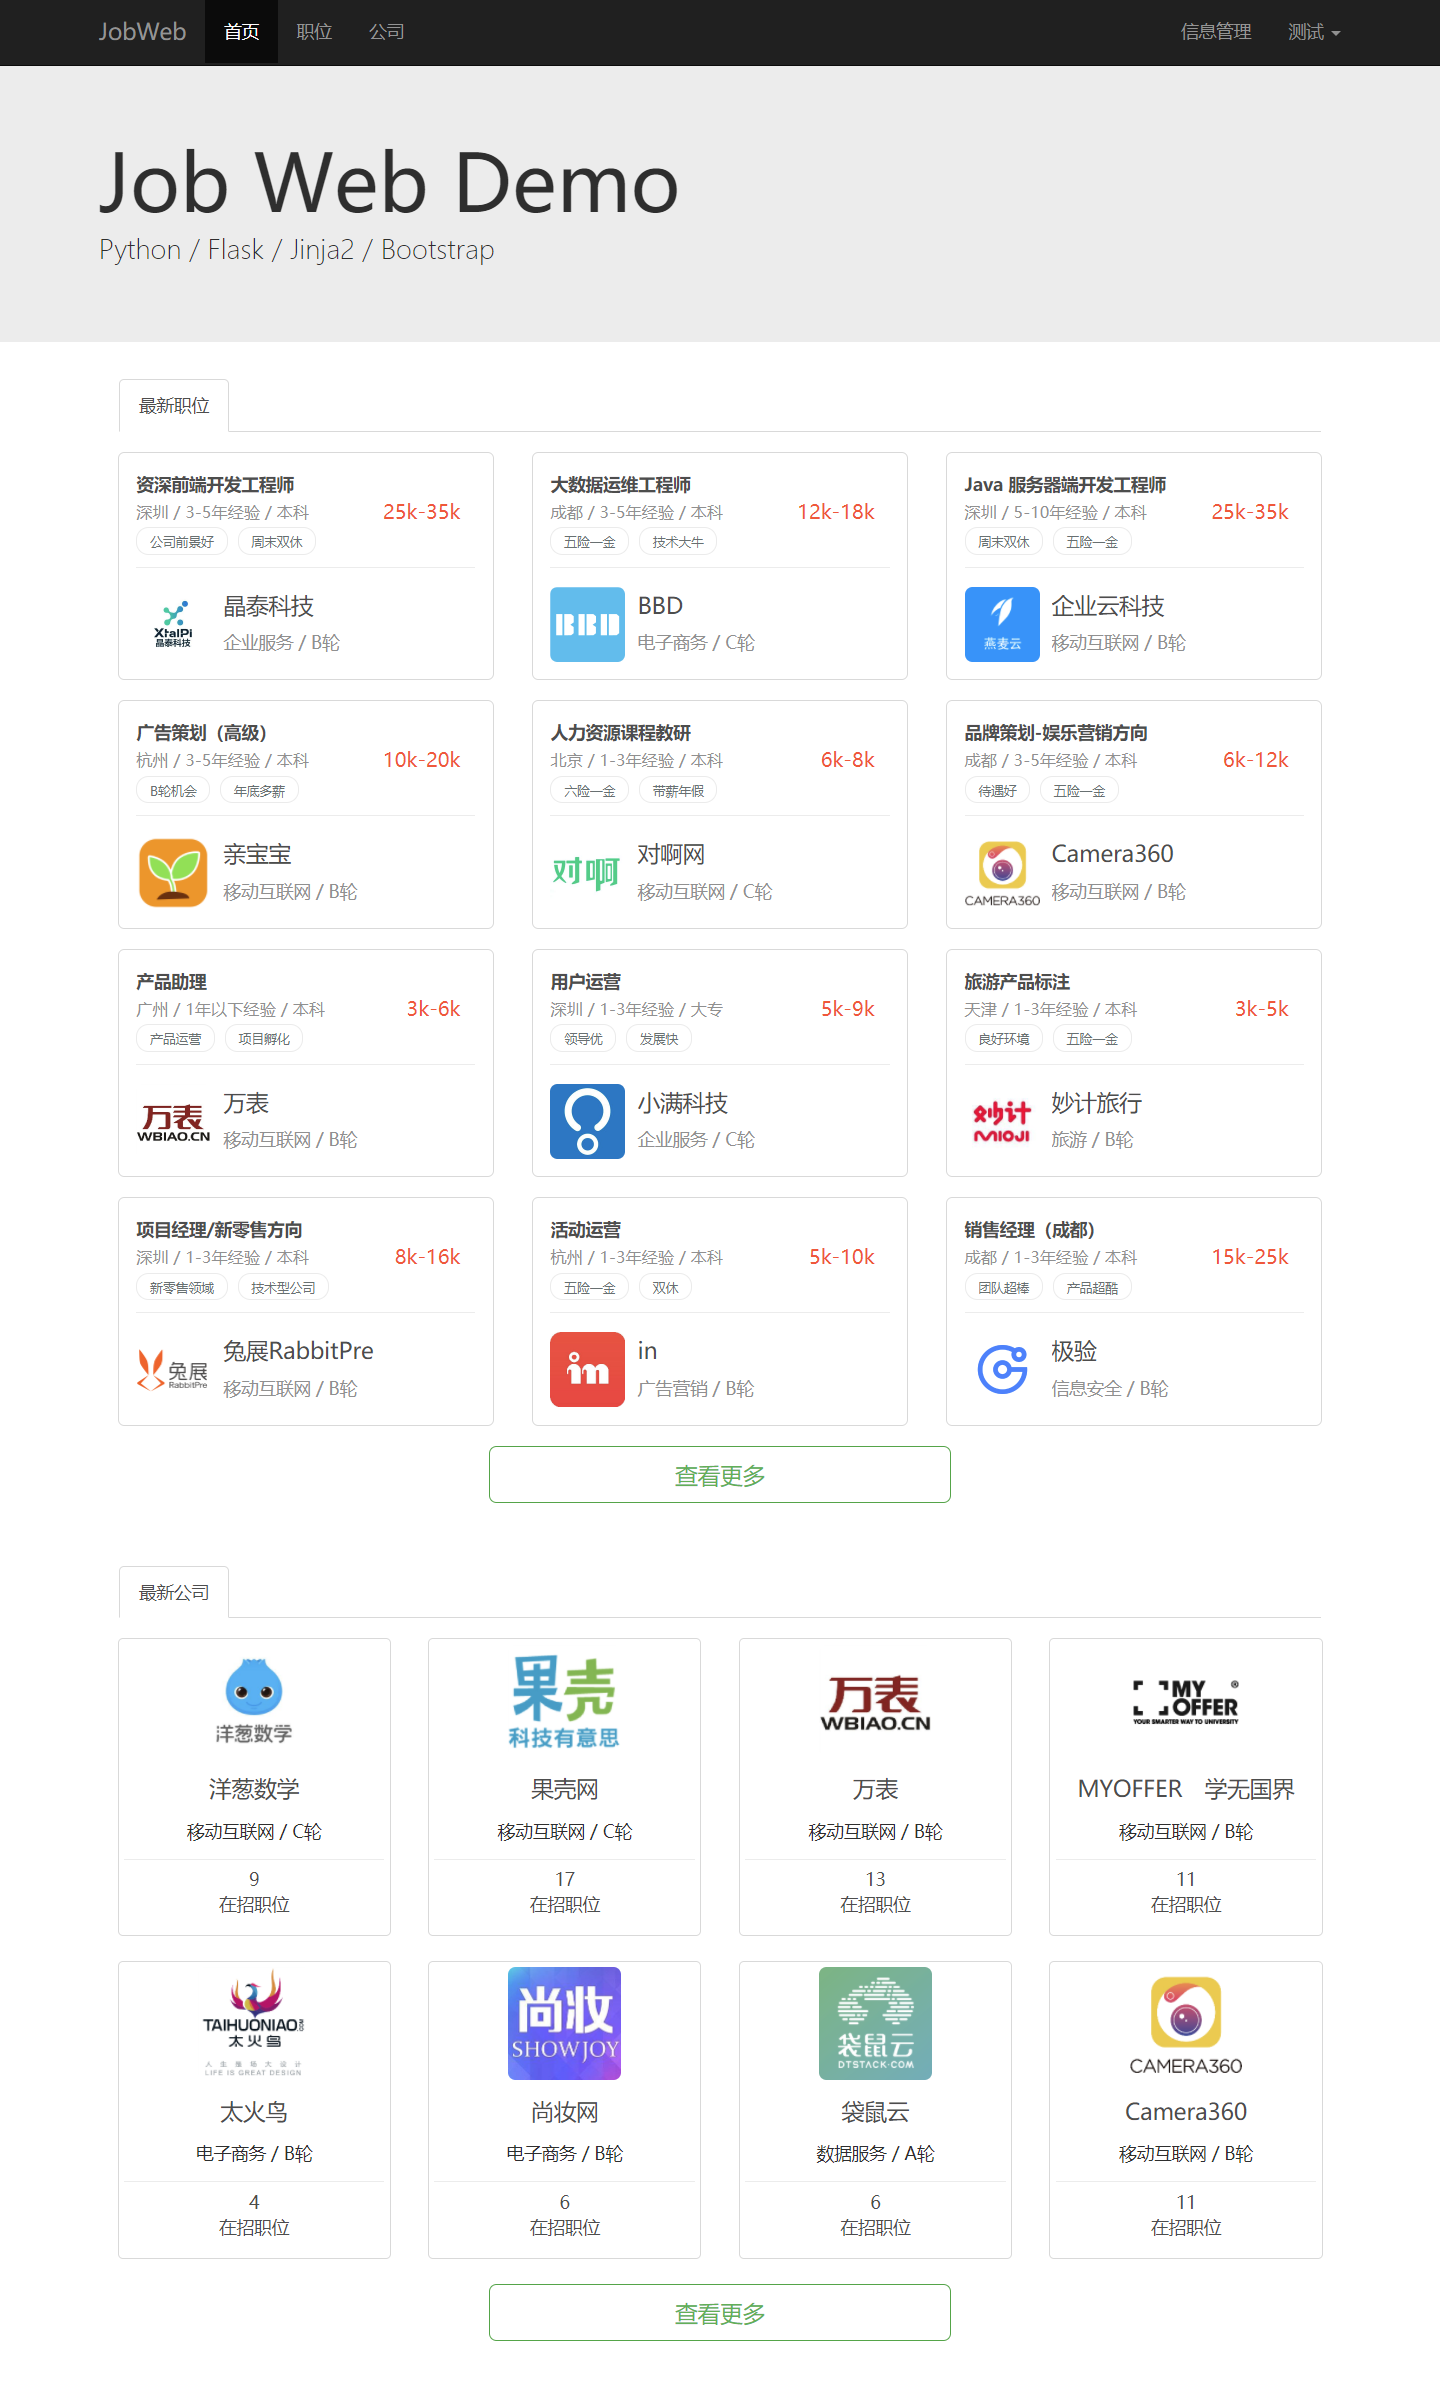 JobWeb 首页 职位 公司 信息管理 测试
Job Web Demo
Python / Flask / Jinja2 / Bootstrap
最新职位
资深前端开发工程师
深圳 / 3-5年经验 / 本科 25k-35k
公司前景好 周末双休
XtalPi
晶泰科技
晶泰科技
企业服务 / B轮
大数据运维工程师
成都 / 3-5年经验 / 本科 12k-18k
五险一金 技术大牛
BBD
BBD
电子商务 / C轮
Java 服务器端开发工程师
深圳 / 5-10年经验 / 本科 25k-35k
周末双休 五险一金
燕麦云
企业云科技
移动互联网 / B轮
广告策划（高级）
杭州 / 3-5年经验 / 本科 10k-20k
B轮机会 年底多薪
亲宝宝
移动互联网 / B轮
人力资源课程教研
北京 / 1-3年经验 / 本科 6k-8k
六险一金 带薪年假
对啊网
对啊网
移动互联网 / C轮
品牌策划-娱乐营销方向
成都 / 3-5年经验 / 本科 6k-12k
待遇好 五险一金
CAMERA360
Camera360
移动互联网 / B轮
产品助理
广州 / 1年以下经验 / 本科 3k-6k
产品运营 项目孵化
万表
WBIAO.CN
万表
移动互联网 / B轮
用户运营
深圳 / 1-3年经验 / 大专 5k-9k
领导优 发展快
小满科技
企业服务 / C轮
旅游产品标注
天津 / 1-3年经验 / 本科 3k-5k
良好环境 五险一金
妙计
MIOJI
妙计旅行
旅游 / B轮
项目经理/新零售方向
深圳 / 1-3年经验 / 本科 8k-16k
新零售领域 技术型公司
兔展
RabbitPre
兔展RabbitPre
移动互联网 / B轮
活动运营
杭州 / 1-3年经验 / 本科 5k-10k
五险一金 双休
in
in
广告营销 / B轮
销售经理（成都）
成都 / 1-3年经验 / 本科 15k-25k
团队超棒 产品超酷
极验
信息安全 / B轮
查看更多
最新公司
洋葱数学
洋葱数学
移动互联网 / C轮
9
在招职位
果壳
科技有意思
果壳网
移动互联网 / C轮
17
在招职位
万表
WBIAO.CN
万表
移动互联网 / B轮
13
在招职位
MY
OFFER
®
YOUR SMARTER WAY TO UNIVERSITY
MYOFFER 学无国界
移动互联网 / B轮
11
在招职位
TAIHUONIAO.COM
太火鸟
人生是场大设计
LIFE IS GREAT DESIGN
太火鸟
电子商务 / B轮
4
在招职位
尚妆
SHOWJOY
尚妆网
电子商务 / B轮
6
在招职位
袋鼠云
DTSTACK.COM
袋鼠云
数据服务 / A轮
6
在招职位
CAMERA360
Camera360
移动互联网 / B轮
11
在招职位
查看更多